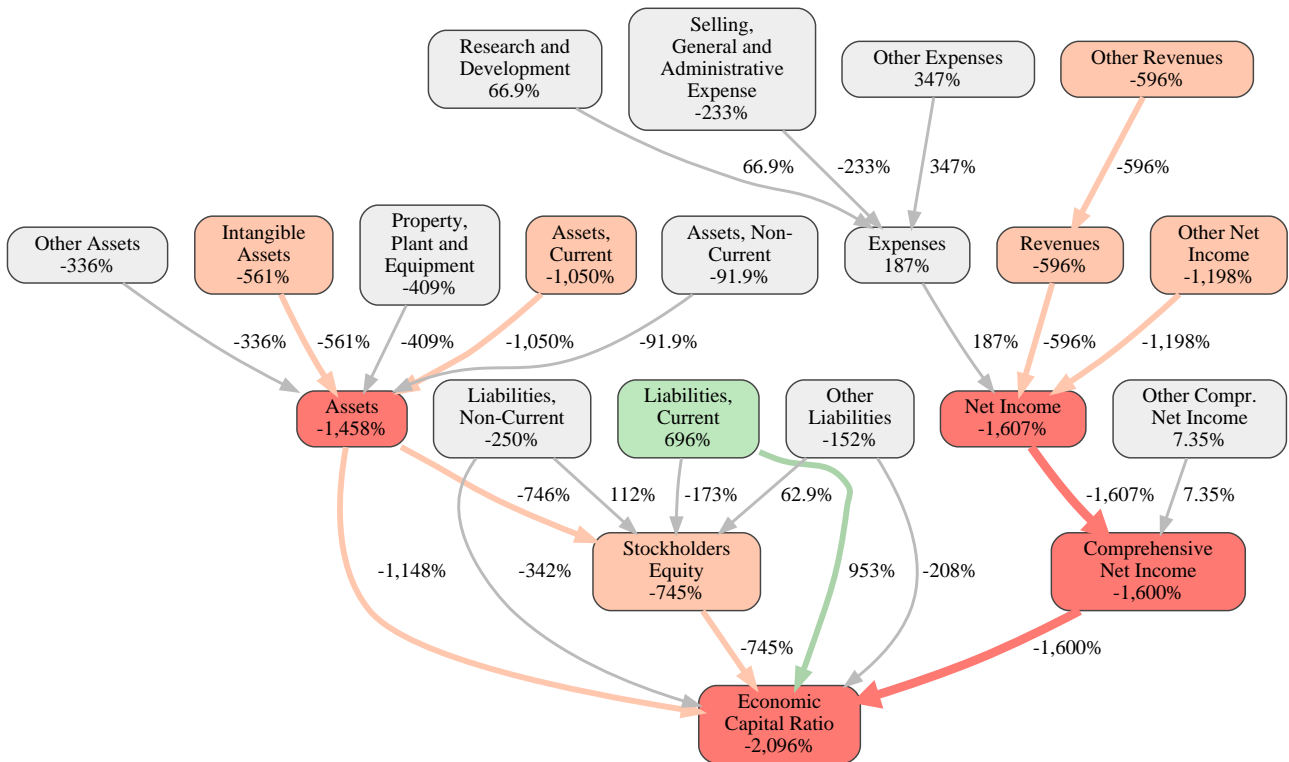 Research and
Development
66.9%
Selling,
General and
Administrative
Expense
-233%
Other Expenses
347%
Other Revenues
-596%
66.9%
-233%
347%
-596%
Other Assets
-336%
Intangible
Assets
-561%
Property,
Plant and
Equipment
-409%
Assets,
Current
-1,050%
Assets, Non-
Current
-91.9%
Expenses
187%
Revenues
-596%
Other Net
Income
-1,198%
-336%
-561%
-409%
-1,050%
-91.9%
187%
-596%
-1,198%
Assets
-1,458%
Liabilities,
Non-Current
-250%
Liabilities,
Current
696%
Other
Liabilities
-152%
Net Income
-1,607%
Other Compr.
Net Income
7.35%
-746%
112%
-173%
62.9%
-1,607%
7.35%
-1,148%
-342%
Stockholders
Equity
-745%
953%
-208%
Comprehensive
Net Income
-1,600%
-745%
-1,600%
Economic
Capital Ratio
-2,096%